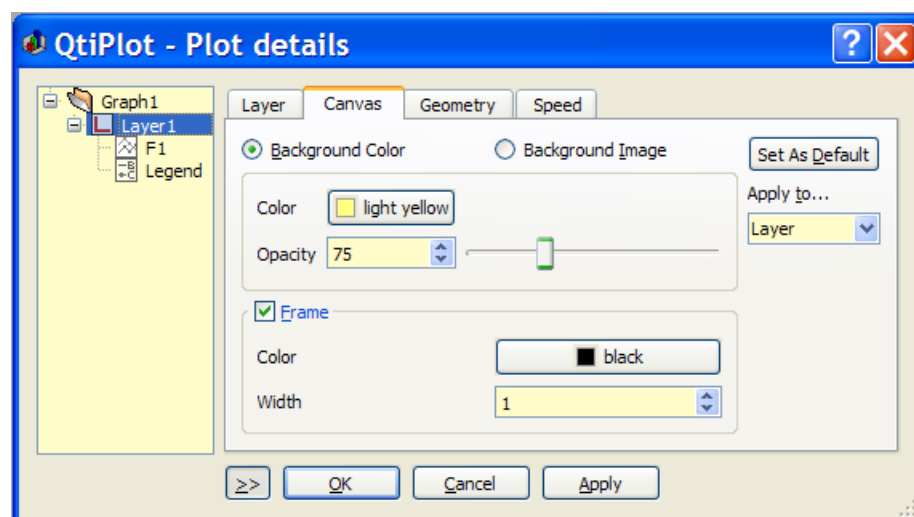 QtiPlot - Plot details
Graph1
Layer1
F1
Legend
Layer Canvas Geometry Speed
Background Color Background Image
Set As Default
Color light yellow
Opacity 75
Apply to...
Layer
Frame
Color black
Width 1
>> OK Cancel Apply